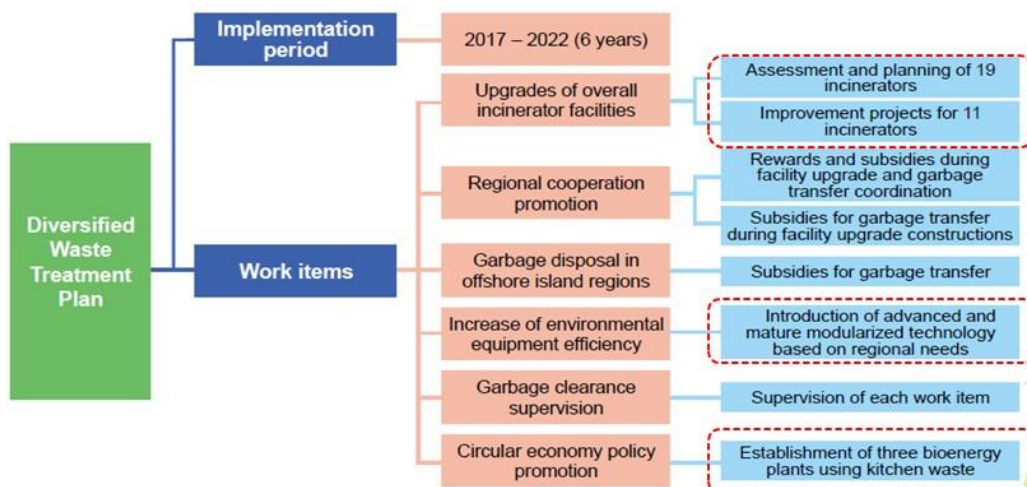 Diversified
Waste
Treatment
Plan
Implementation
period
2017 – 2022 (6 years)
Work items
Upgrades of overall
incinerator facilities
Assessment and planning of 19
incinerators
Improvement projects for 11
incinerators
Regional cooperation
promotion
Rewards and subsidies during
facility upgrade and garbage
transfer coordination
Subsidies for garbage transfer
during facility upgrade constructions
Garbage disposal in
offshore island regions
Subsidies for garbage transfer
Increase of environmental
equipment efficiency
Introduction of advanced and
mature modularized technology
based on regional needs
Garbage clearance
supervision
Supervision of each work item
Circular economy policy
promotion
Establishment of three bioenergy
plants using kitchen waste